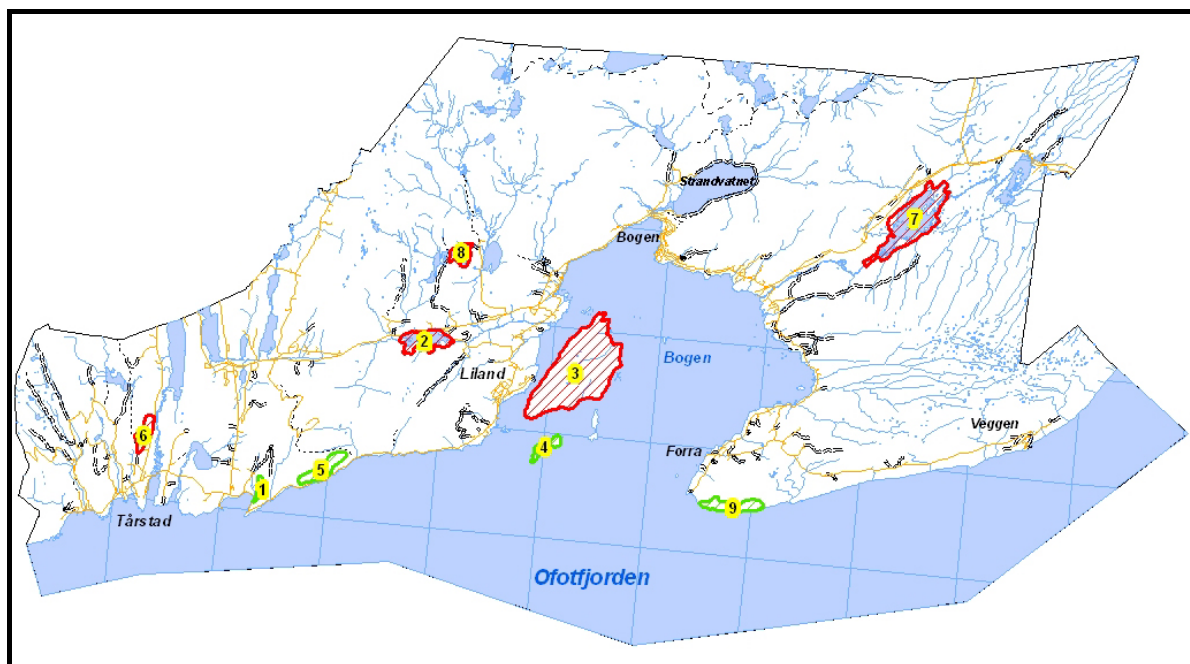 Strandvatnet
7
Bogen
8
2
Bogen
3
Liland
6
Veggen
4
Forra
5
1
9
Tårstad
Ofotfjorden